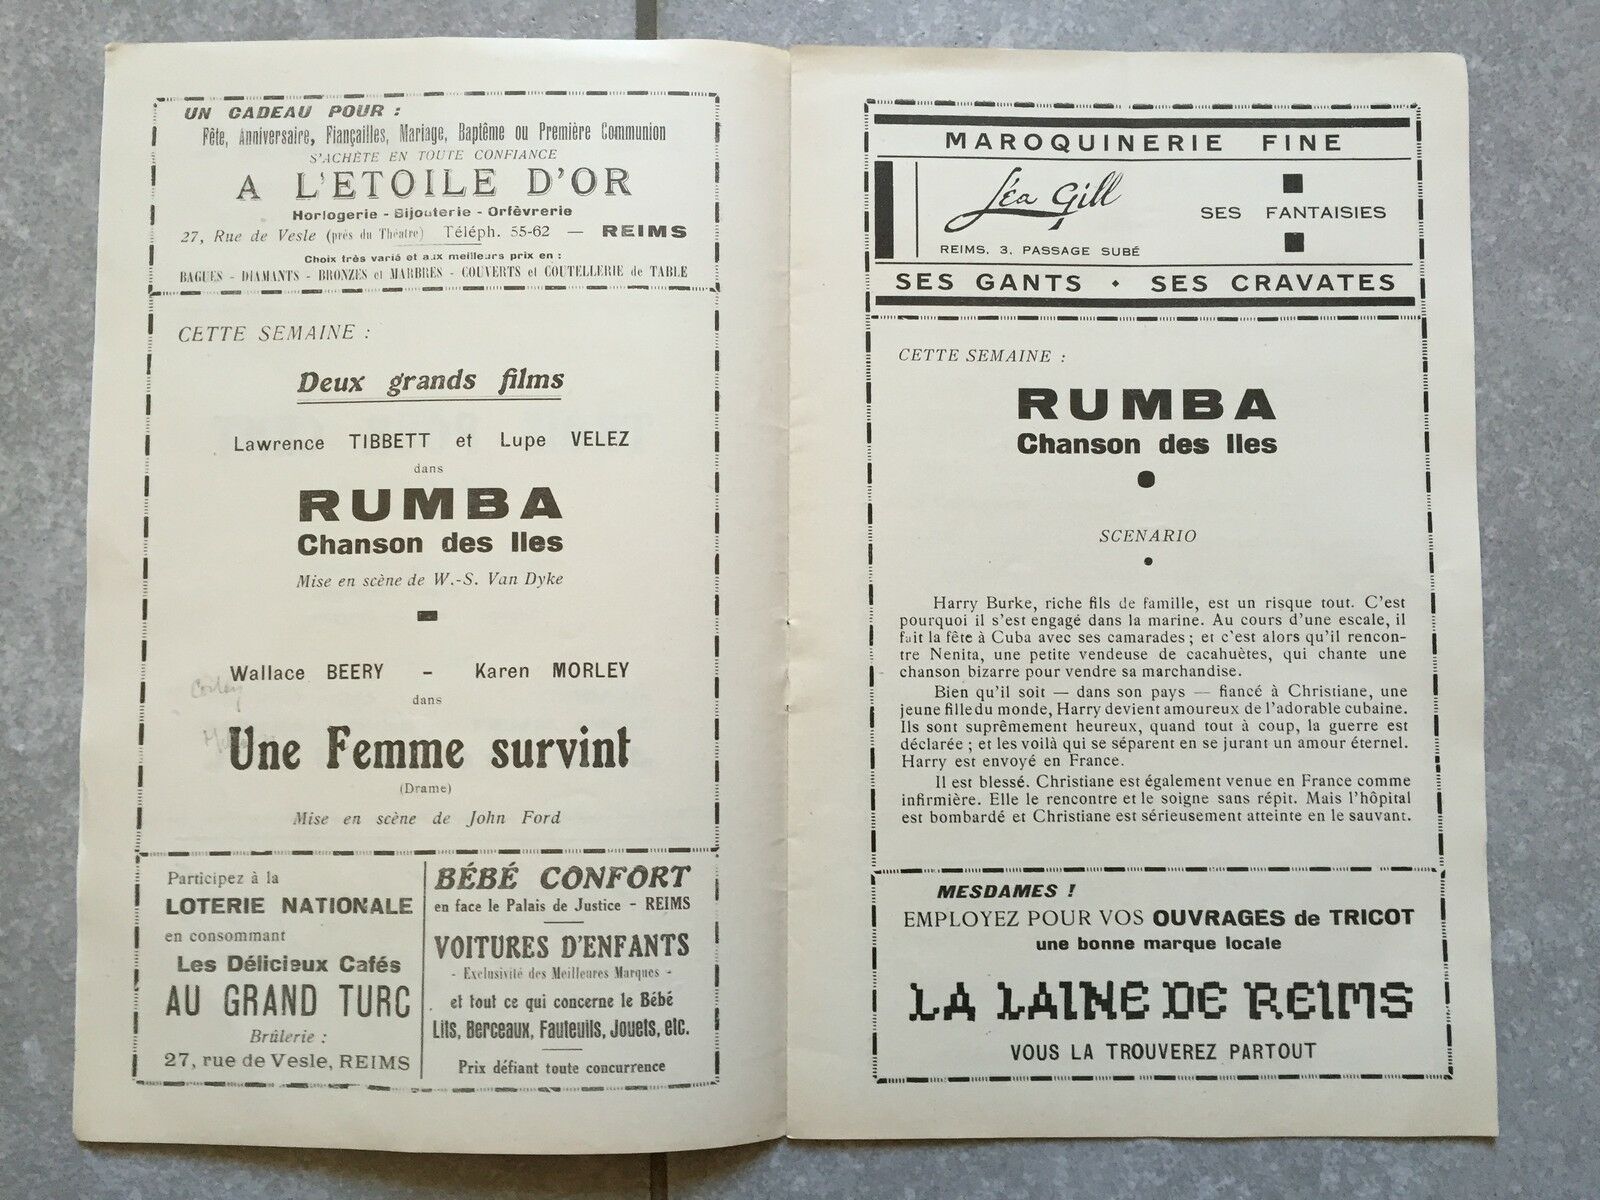 UN CADEAU POUR :
Fête, Anniversaire, Fiançailles, Mariage, Baptême ou Première Communion
S'ACHÈTE EN TOUTE CONFIANCE
A L'ETOILE D'OR
Horlogerie - Bijouterie - Orfèvrerie
27, Rue de Vesle (près du Théatre) Téléph. 55-62 — REIMS
Choix très varié et aux meilleurs prix en :
BAGUES - DIAMANTS - BRONZES et MARBRES - COUVERTS et COUTELLERIE de TABLE
CETTE SEMAINE :
Deux grands films
Lawrence TIBBETT et Lupe VELEZ
dans
RUMBA
Chanson des Iles
Mise en scène de W.-S. Van Dyke
Wallace BEERY - Karen MORLEY
dans
Une Femme survint
(Drame)
Mise en scène de John Ford
Participez à la
LOTERIE NATIONALE
en consommant
Les Délicieux Cafés
AU GRAND TURC
Brûlerie :
27, rue de Vesle, REIMS
BÉBÉ CONFORT
en face le Palais de Justice - REIMS
VOITURES D'ENFANTS
- Exclusivité des Meilleures Marques -
et tout ce qui concerne le Bébé
Lits, Berceaux, Fauteuils, Jouets, etc.
Prix défiant toute concurrence
MAROQUINERIE FINE
Léa Gill
SES FANTAISIES
REIMS. 3. PASSAGE SUBÉ
SES GANTS • SES CRAVATES
CETTE SEMAINE :
RUMBA
Chanson des Iles
SCENARIO
Harry Burke, riche fils de famille, est un risque tout. C'est
pourquoi il s'est engagé dans la marine. Au cours d'une escale, il
fait la fête à Cuba avec ses camarades ; et c'est alors qu'il rencon-
tre Nenita, une petite vendeuse de cacahuètes, qui chante une
chanson bizarre pour vendre sa marchandise.
Bien qu'il soit — dans son pays — fiancé à Christiane, une
jeune fille du monde, Harry devient amoureux de l'adorable cubaine.
Ils sont suprêmement heureux, quand tout à coup, la guerre est
déclarée ; et les voilà qui se séparent en se jurant un amour éternel.
Harry est envoyé en France.
Il est blessé. Christiane est également venue en France comme
infirmière. Elle le rencontre et le soigne sans répit. Mais l'hôpital
est bombardé et Christiane est sérieusement atteinte en le sauvant.
MESDAMES !
EMPLOYEZ POUR VOS OUVRAGES de TRICOT
une bonne marque locale
LA LAINE DE REIMS
VOUS LA TROUVEREZ PARTOUT